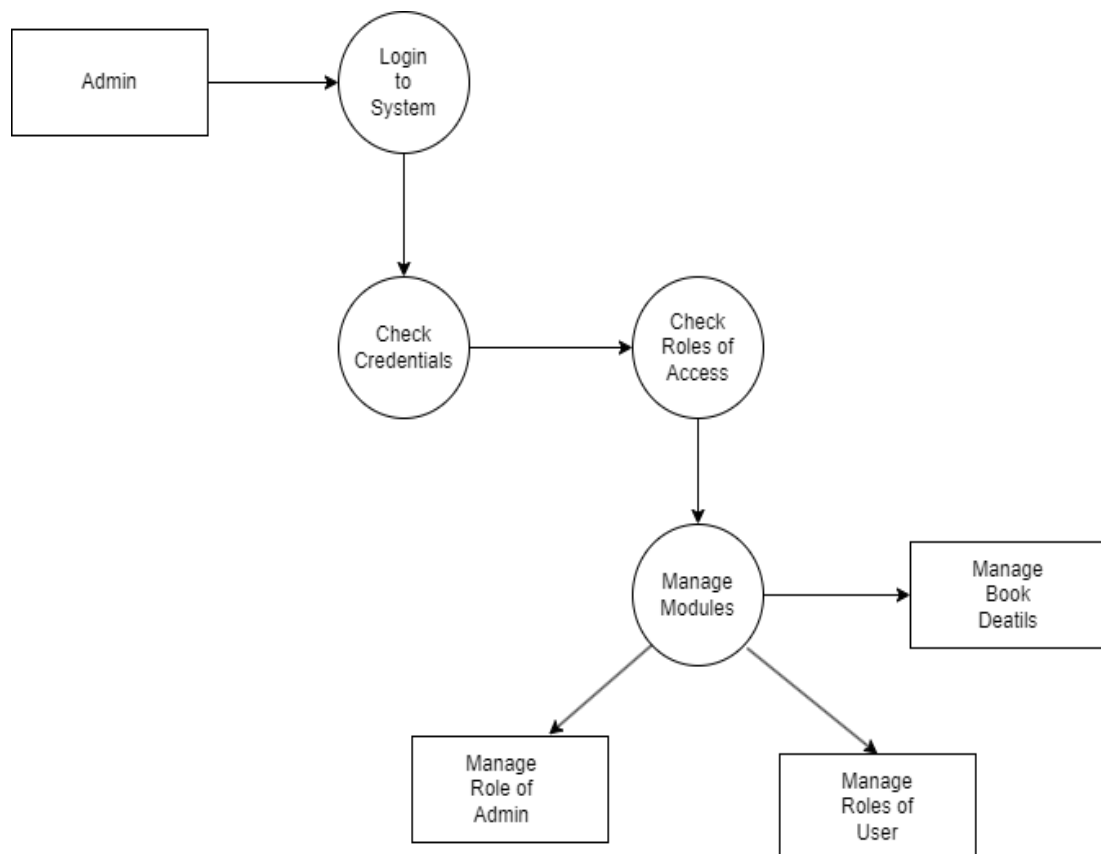 Admin
Login
to
System
Check
Credentials
Check
Roles of
Access
Manage
Modules
Manage
Book
Deatils
Manage
Role of
Admin
Manage
Roles of
User